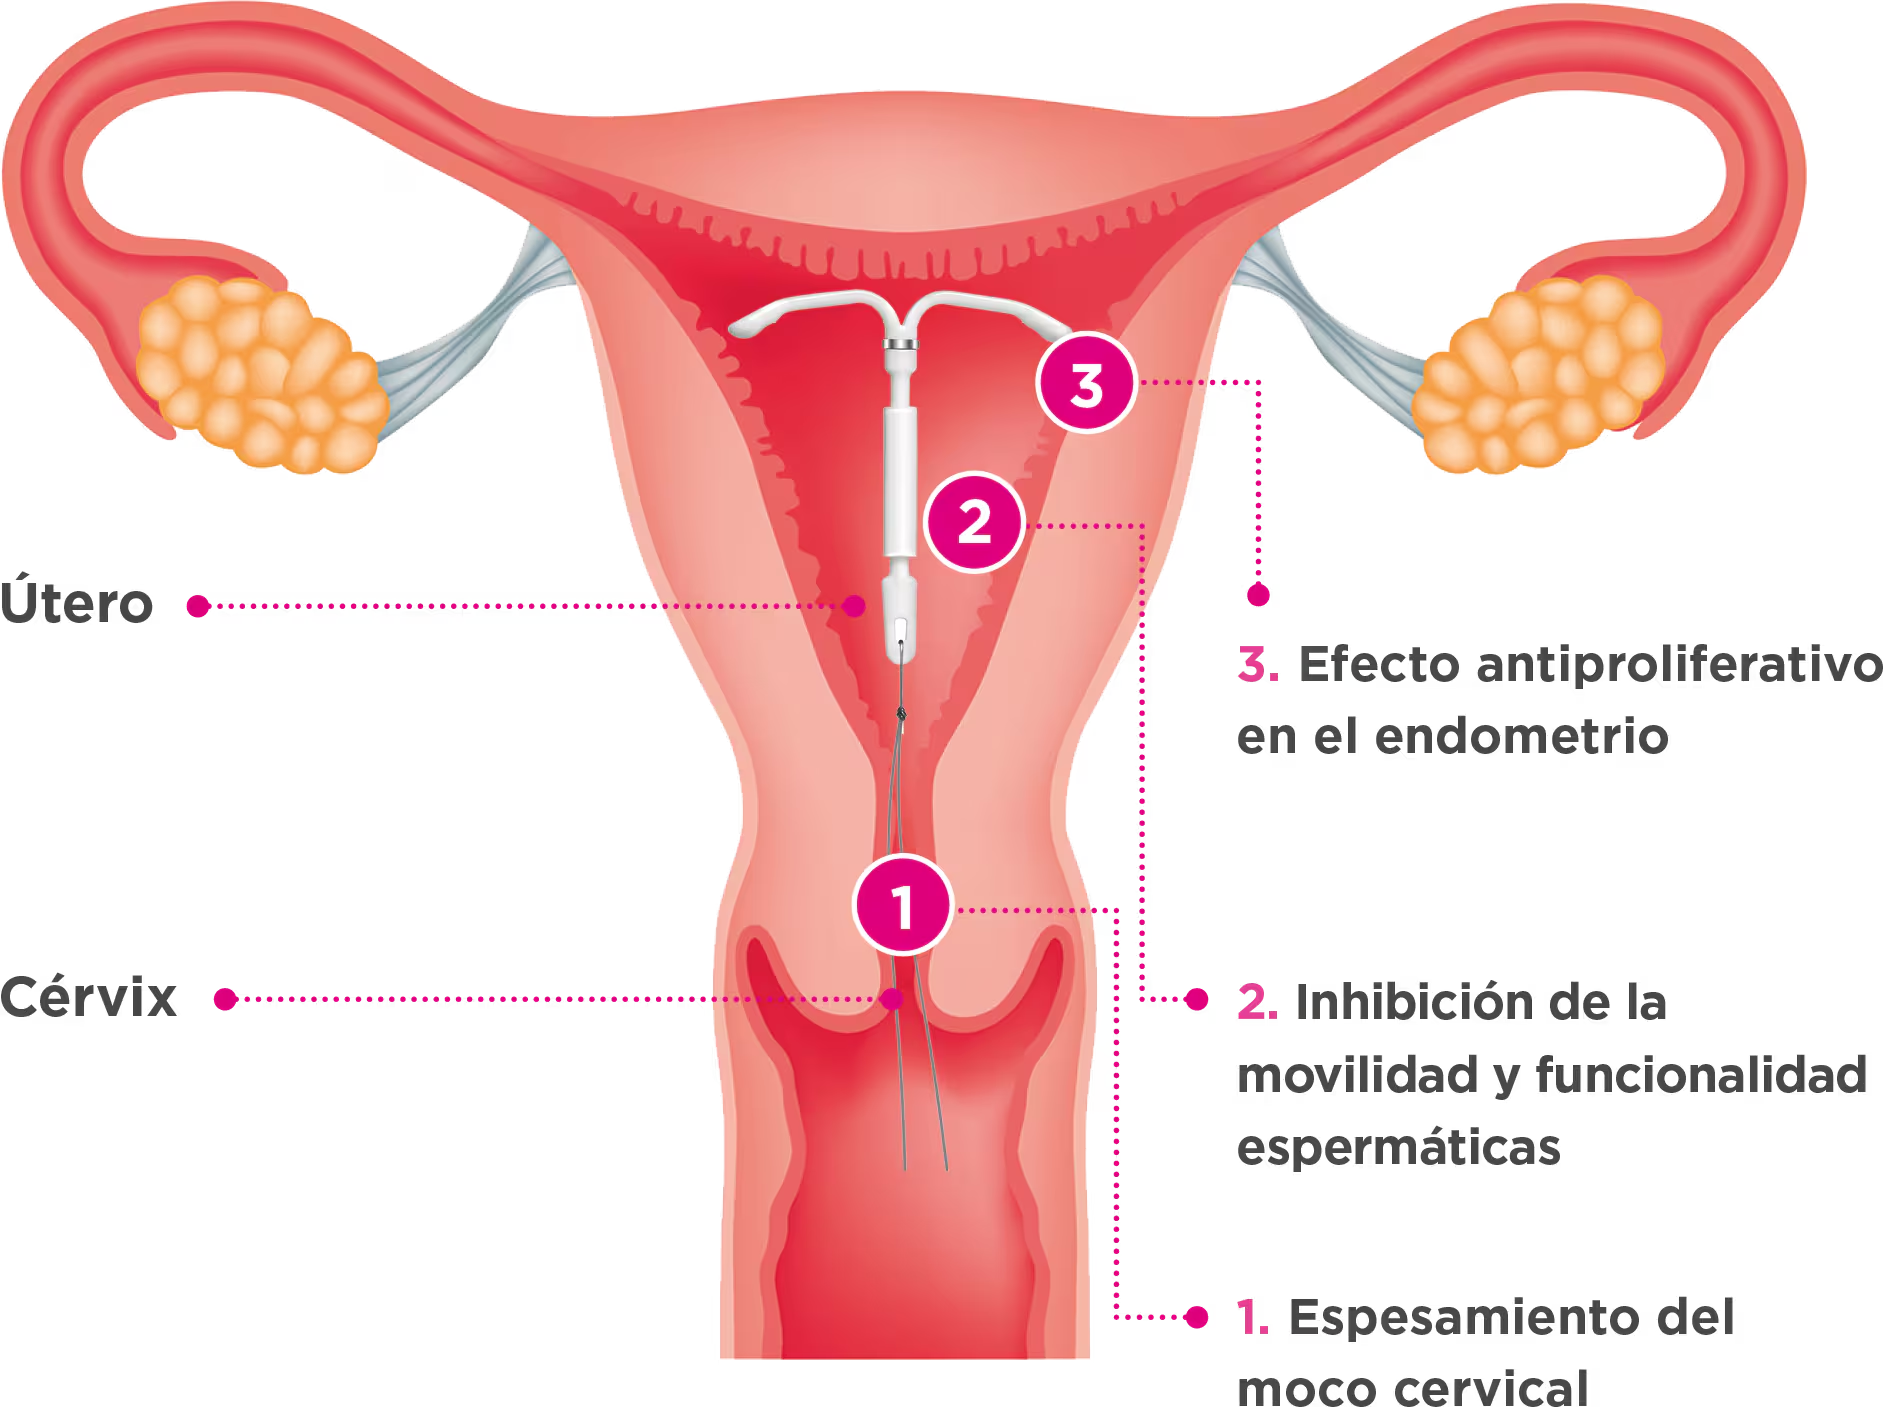 3
2
Útero
3. Efecto antiproliferativo
en el endometrio
1
Cérvix
2. Inhibición de la
movilidad y funcionalidad
espermáticas
1. Espesamiento del
moco cervical